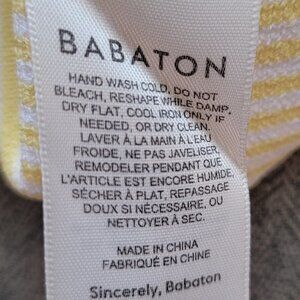 BABATON
HAND WASH COLD, DO NOT
BLEACH, RESHAPE WHILE DAMP,
DRY FLAT, COOL IRON ONLY IF
NEEDED, OR DRY CLEAN.
LAVER À LA MAIN À L'EAU
FROIDE, NE PAS JAVELISER,
REMODELER PENDANT QUE
L'ARTICLE EST ENCORE HUMIDE,
SÉCHER À PLAT, REPASSAGE
DOUX SI NÉCESSAIRE, OU
NETTOYER À SEC.
MADE IN CHINA
FABRIQUÉ EN CHINE
Sincerely, Babaton